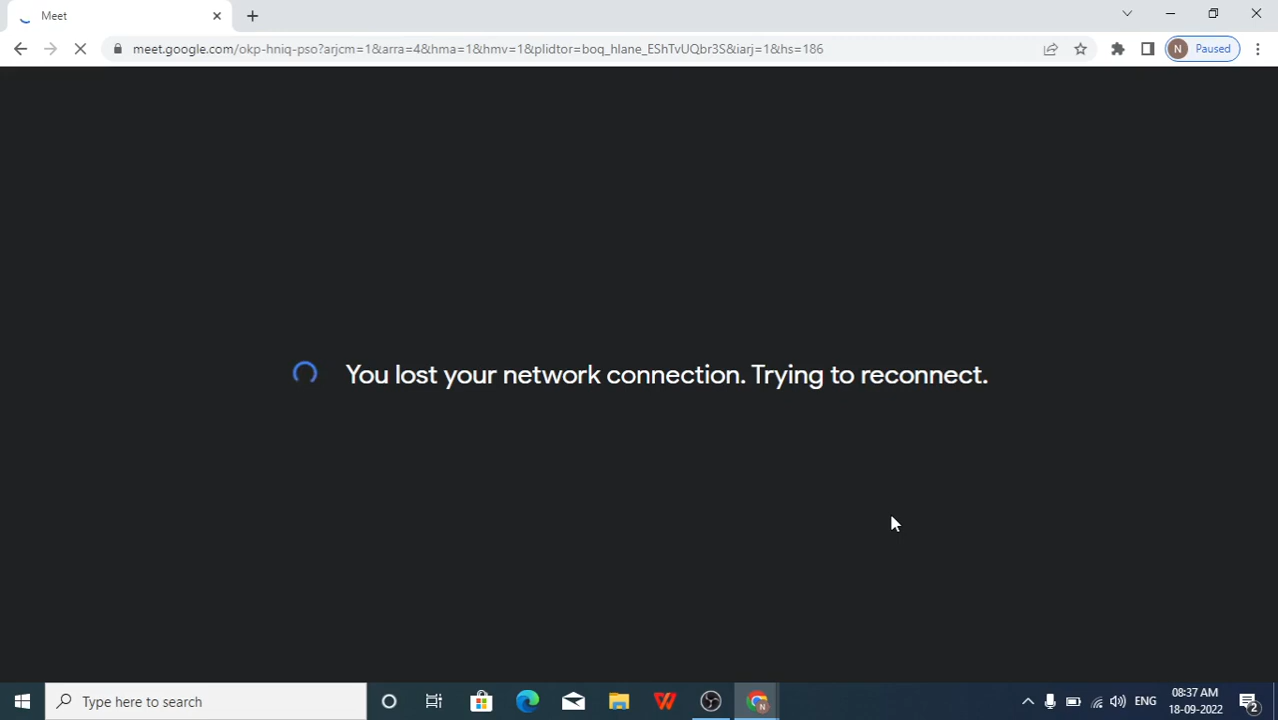 Meet
meet.google.com/okp-hniq-pso?arjcm=1&arra=4&hma=1&hmv=1&plidtor=boq_hlane_EShTvUQbr3S&iarj=1&hs=186
N Paused
You lost your network connection. Trying to reconnect.
Type here to search
N
ENG
08:37 AM
18-09-2022
2